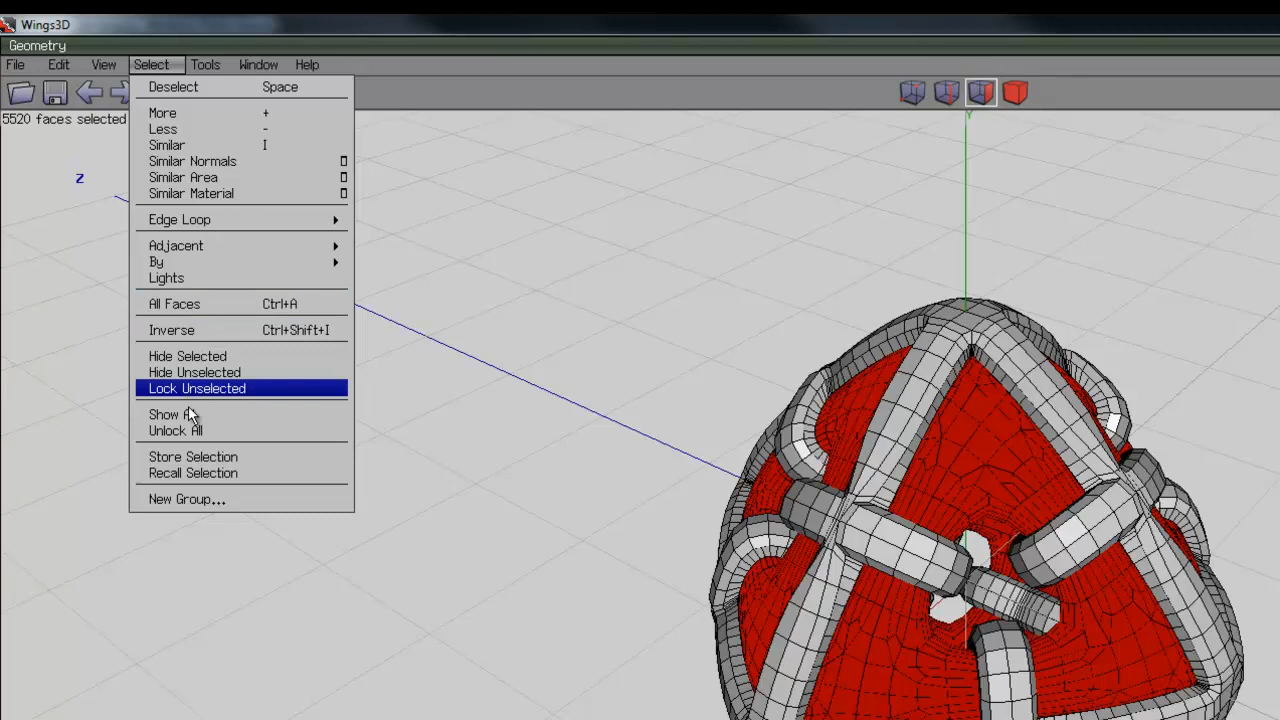 Wings3D
Geometry
File Edit View Select Tools Window Help
5520 faces selected
Deselect Space
More +
Less -
Similar I
Similar Normals
Similar Area
Similar Material
Edge Loop
Adjacent
By
Lights
All Faces Ctrl+A
Inverse Ctrl+Shift+I
Hide Selected
Hide Unselected
Lock Unselected
Show
Unlock All
Store Selection
Recall Selection
New Group...
Z
Y